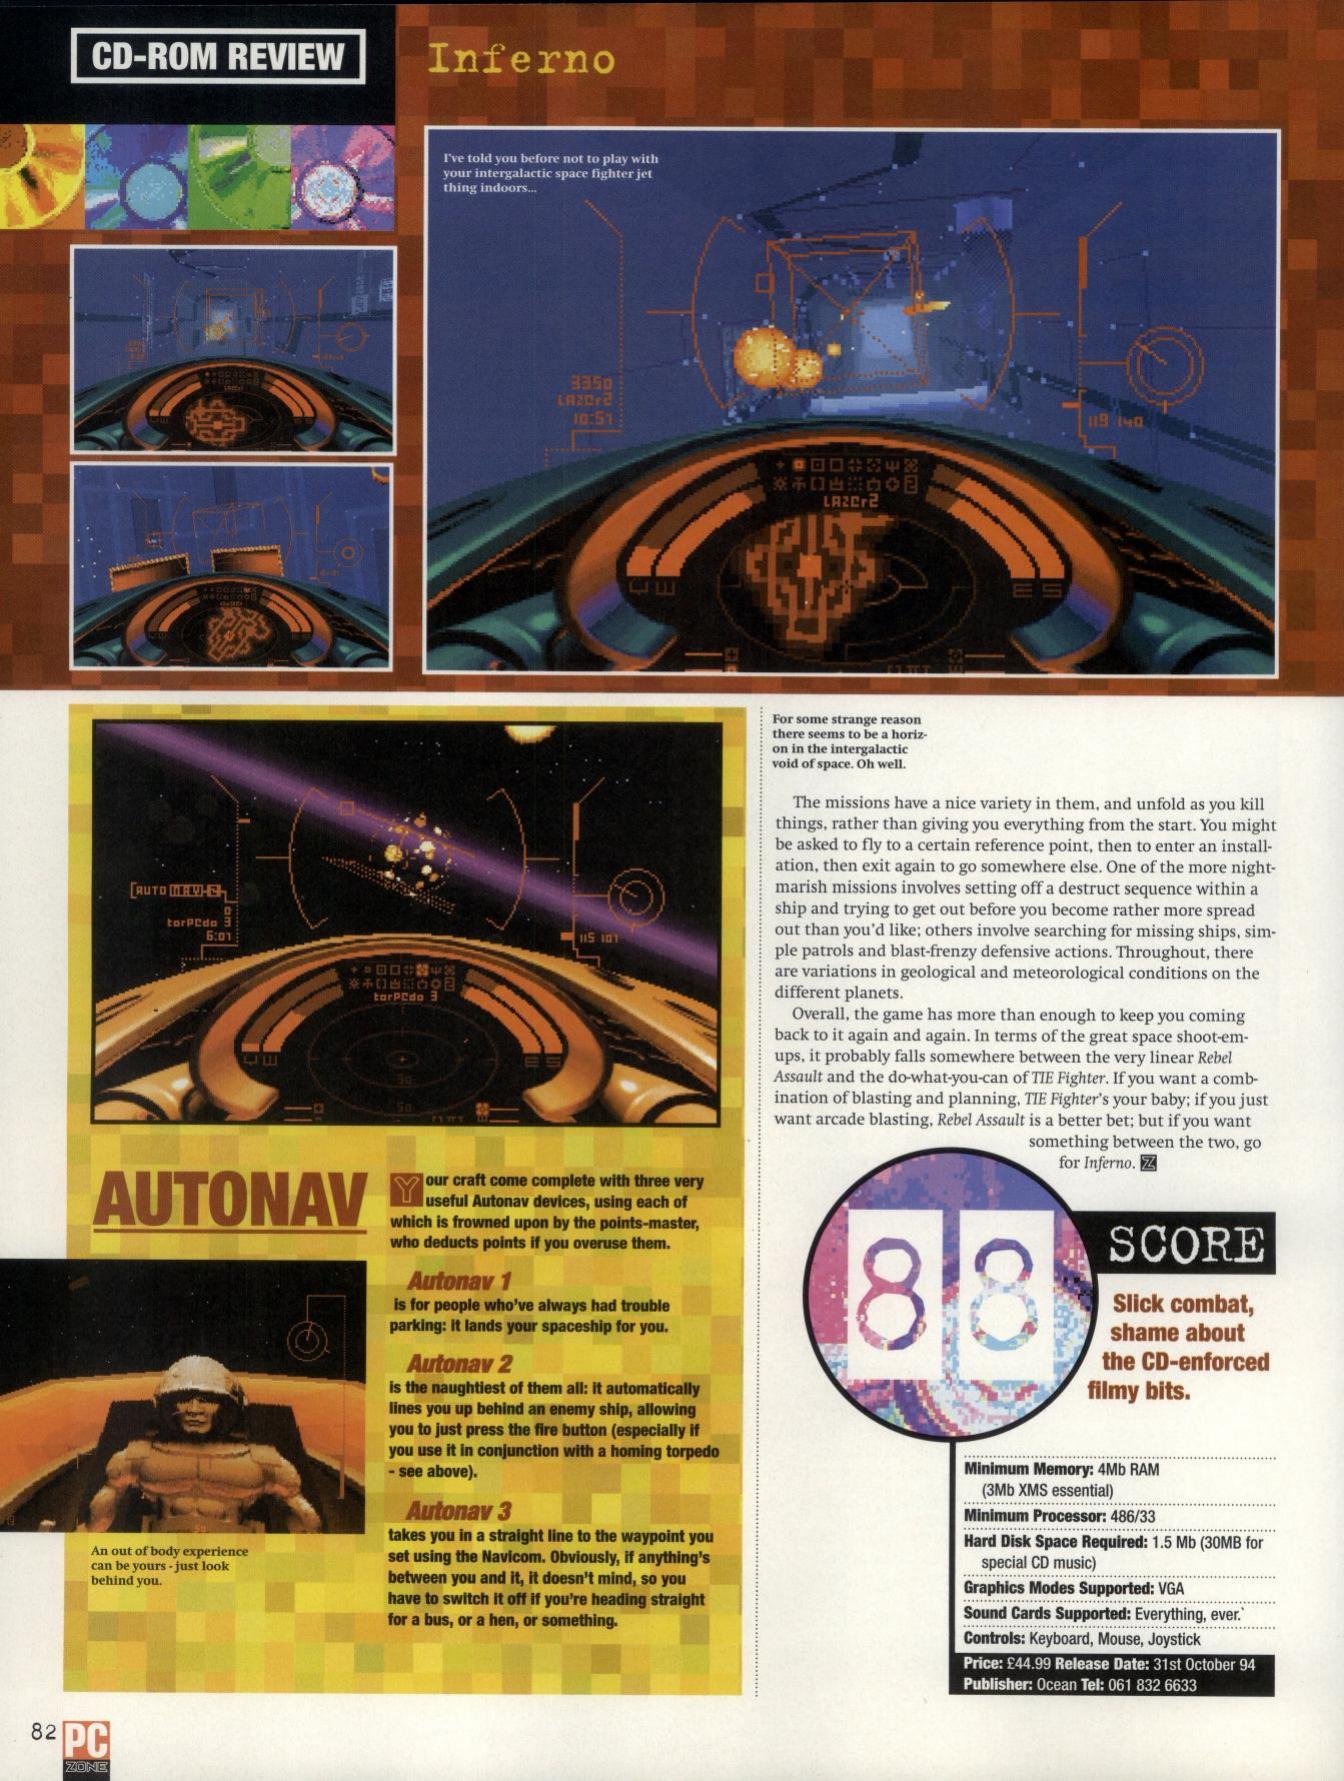 CD-ROM REVIEW
Inferno
I've told you before not to play with
your intergalactic space fighter jet
thing indoors...
3350
LAZEr2
10:57
119 140
LAZEr2
For some strange reason
there seems to be a horiz-
on in the intergalactic
void of space. Oh well.
The missions have a nice variety in them, and unfold as you kill
things, rather than giving you everything from the start. You might
be asked to fly to a certain reference point, then to enter an install-
ation, then exit again to go somewhere else. One of the more night-
marish missions involves setting off a destruct sequence within a
ship and trying to get out before you become rather more spread
out than you'd like; others involve searching for missing ships, sim-
ple patrols and blast-frenzy defensive actions. Throughout, there
are variations in geological and meteorological conditions on the
different planets.
Overall, the game has more than enough to keep you coming
back to it again and again. In terms of the great space shoot-em-
ups, it probably falls somewhere between the very linear Rebel
Assault and the do-what-you-can of TIE Fighter. If you want a comb-
ination of blasting and planning, TIE Fighter's your baby; if you just
want arcade blasting, Rebel Assault is a better bet; but if you want
something between the two, go
for Inferno. Z
AUTO NAV
0
torPEdo 3
6:01
115 101
torPEdo 3
AUTONAV
Your craft come complete with three very
useful Autonav devices, using each of
which is frowned upon by the points-master,
who deducts points if you overuse them.
Autonav 1
is for people who've always had trouble
parking: it lands your spaceship for you.
Autonav 2
is the naughtiest of them all: it automatically
lines you up behind an enemy ship, allowing
you to just press the fire button (especially if
you use it in conjunction with a homing torpedo
- see above).
Autonav 3
takes you in a straight line to the waypoint you
set using the Navicom. Obviously, if anything's
between you and it, it doesn't mind, so you
have to switch it off if you're heading straight
for a bus, or a hen, or something.
An out of body experience
can be yours - just look
behind you.
88
SCORE
Slick combat,
shame about
the CD-enforced
filmy bits.
Minimum Memory: 4Mb RAM
(3Mb XMS essential)
Minimum Processor: 486/33
Hard Disk Space Required: 1.5 Mb (30MB for
special CD music)
Graphics Modes Supported: VGA
Sound Cards Supported: Everything, ever.
Controls: Keyboard, Mouse, Joystick
Price: £44.99 Release Date: 31st October 94
Publisher: Ocean Tel: 061 832 6633
82 PC
ZONE